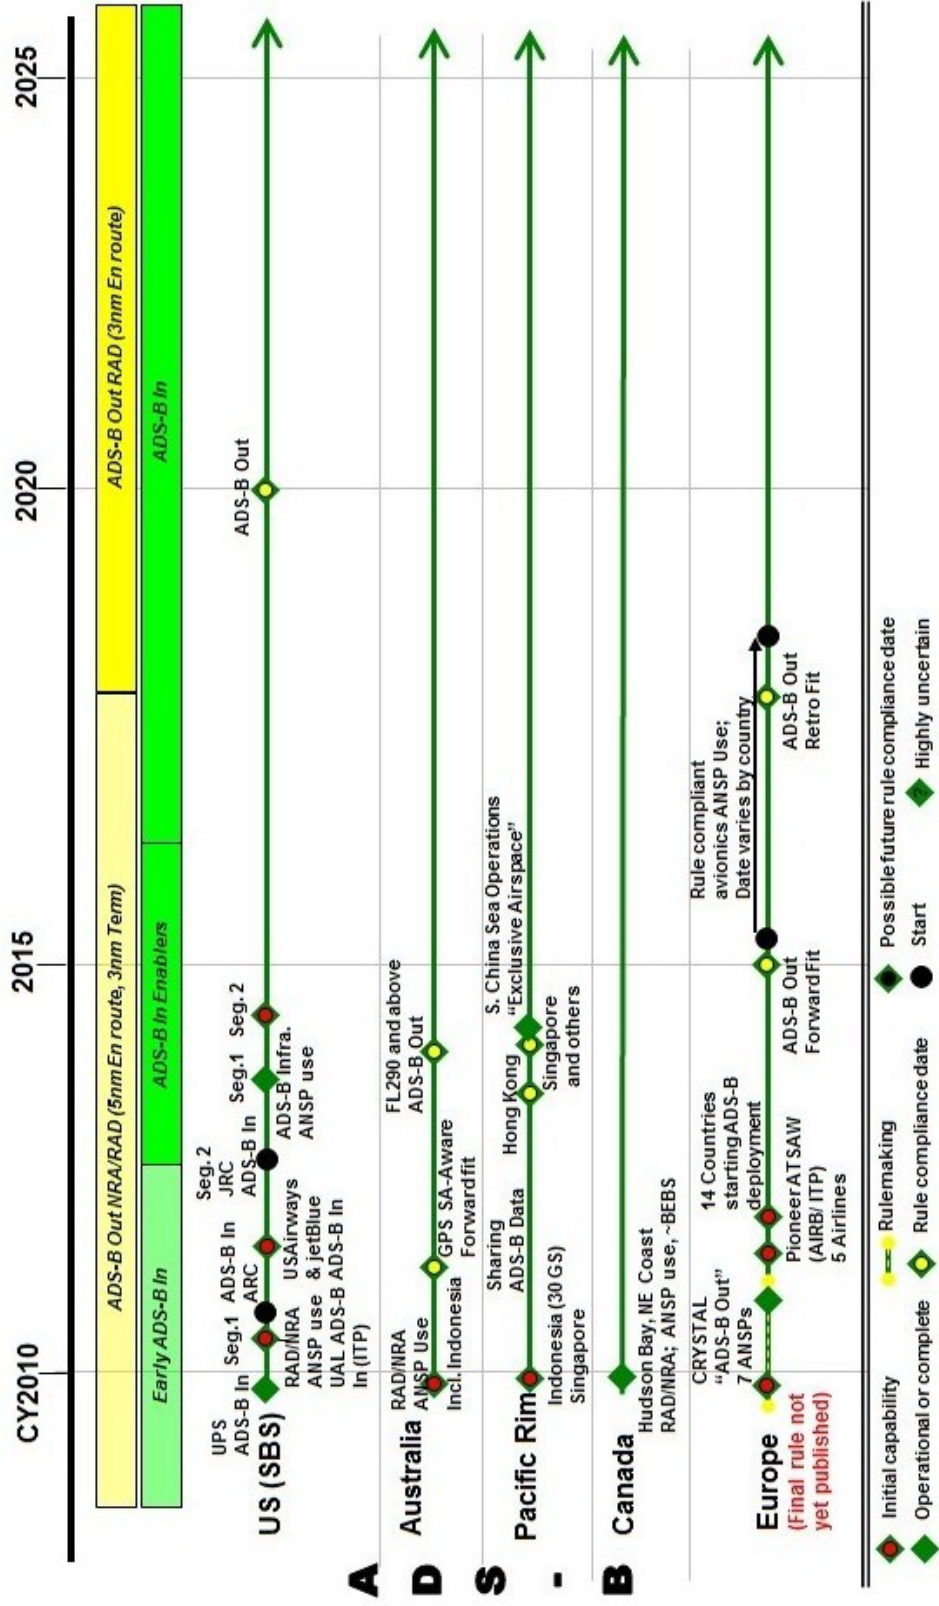 CY2010
2015
2020
2025
ADS-B Out NRA/RAD (5nm En route, 3nm Term)
ADS-B Out RAD (3nm En route)
Early ADS-B In
ADS-B In Enablers
ADS-B In
A
D
S
-
B
US (SBS)
UPS
ADS-B In
Seg.1
RAD/NRA
ANSP use
UAL ADS-B ADS-B In
In (ITP)
ADS-B In
ARC
USAirways
& jetBlue
Seg. 2
JRC
ADS-B In
Seg.1
ADS-B Infra.
ANSP use
Seg. 2
ADS-B Out
Australia
RAD/NRA
ANSP Use
Incl. Indonesia
GPS SA-Aware
Forwardfit
FL290 and above
ADS-B Out
Pacific Rim
Indonesia (30 GS)
Singapore
Sharing
ADS-B Data
Hong Kong
Singapore
and others
S. China Sea Operations
“Exclusive Airspace”
Canada
Hudson Bay, NE Coast
RAD/NRA; ANSP use, ~BEBS
Europe
(Final rule not
yet published)
CRYSTAL
“ADS-B Out”
7 ANSPs
14 Countries
starting ADS-B
deployment
Pioneer ATSAW
(AIRB/ ITP)
5 Airlines
ADS-B Out
Forward Fit
Rule compliant
avionics ANSP Use;
Date varies by country
ADS-B Out
Retro Fit
Initial capability
Rulemaking
Possible future rule compliance date
Operational or complete
Rule compliance date
Start
?
Highly uncertain